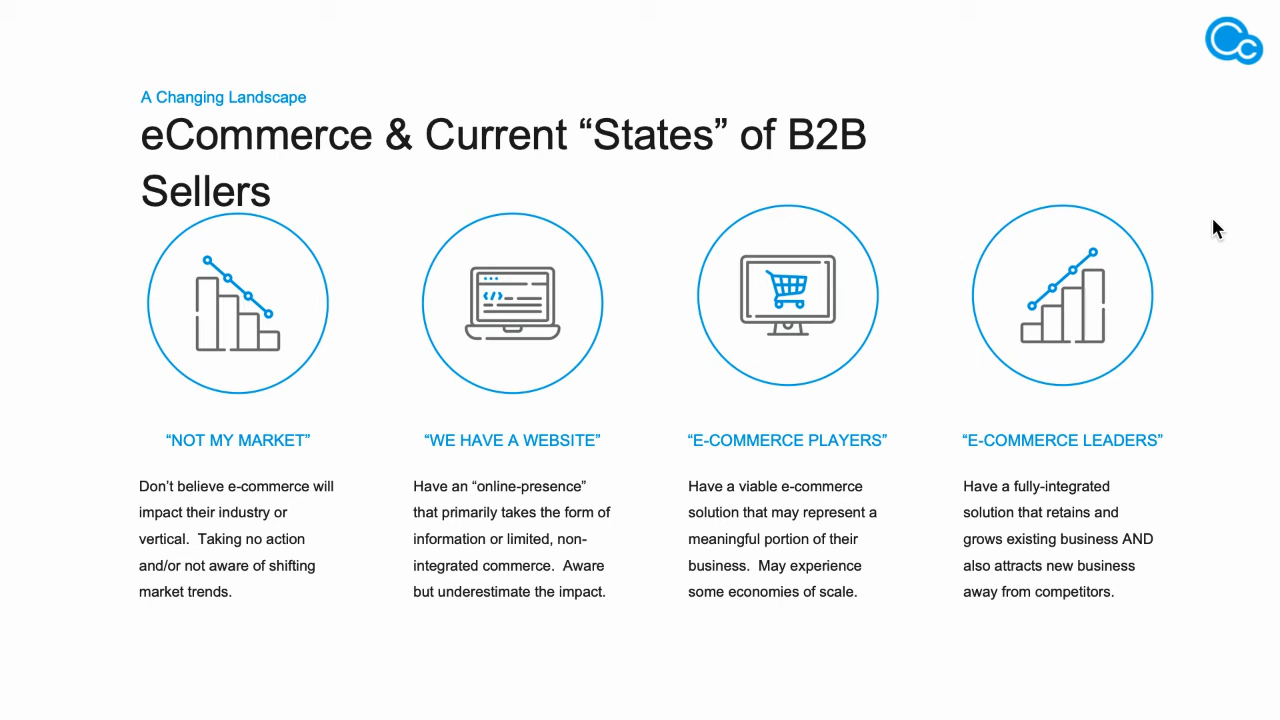 Cc
A Changing Landscape
eCommerce & Current “States” of B2B
Sellers
</>
“NOT MY MARKET”
Don’t believe e-commerce will
impact their industry or
vertical.  Taking no action
and/or not aware of shifting
market trends.
“WE HAVE A WEBSITE”
Have an “online-presence”
that primarily takes the form of
information or limited, non-
integrated commerce.  Aware
but underestimate the impact.
“E-COMMERCE PLAYERS”
Have a viable e-commerce
solution that may represent a
meaningful portion of their
business.  May experience
some economies of scale.
“E-COMMERCE LEADERS”
Have a fully-integrated
solution that retains and
grows existing business AND
also attracts new business
away from competitors.